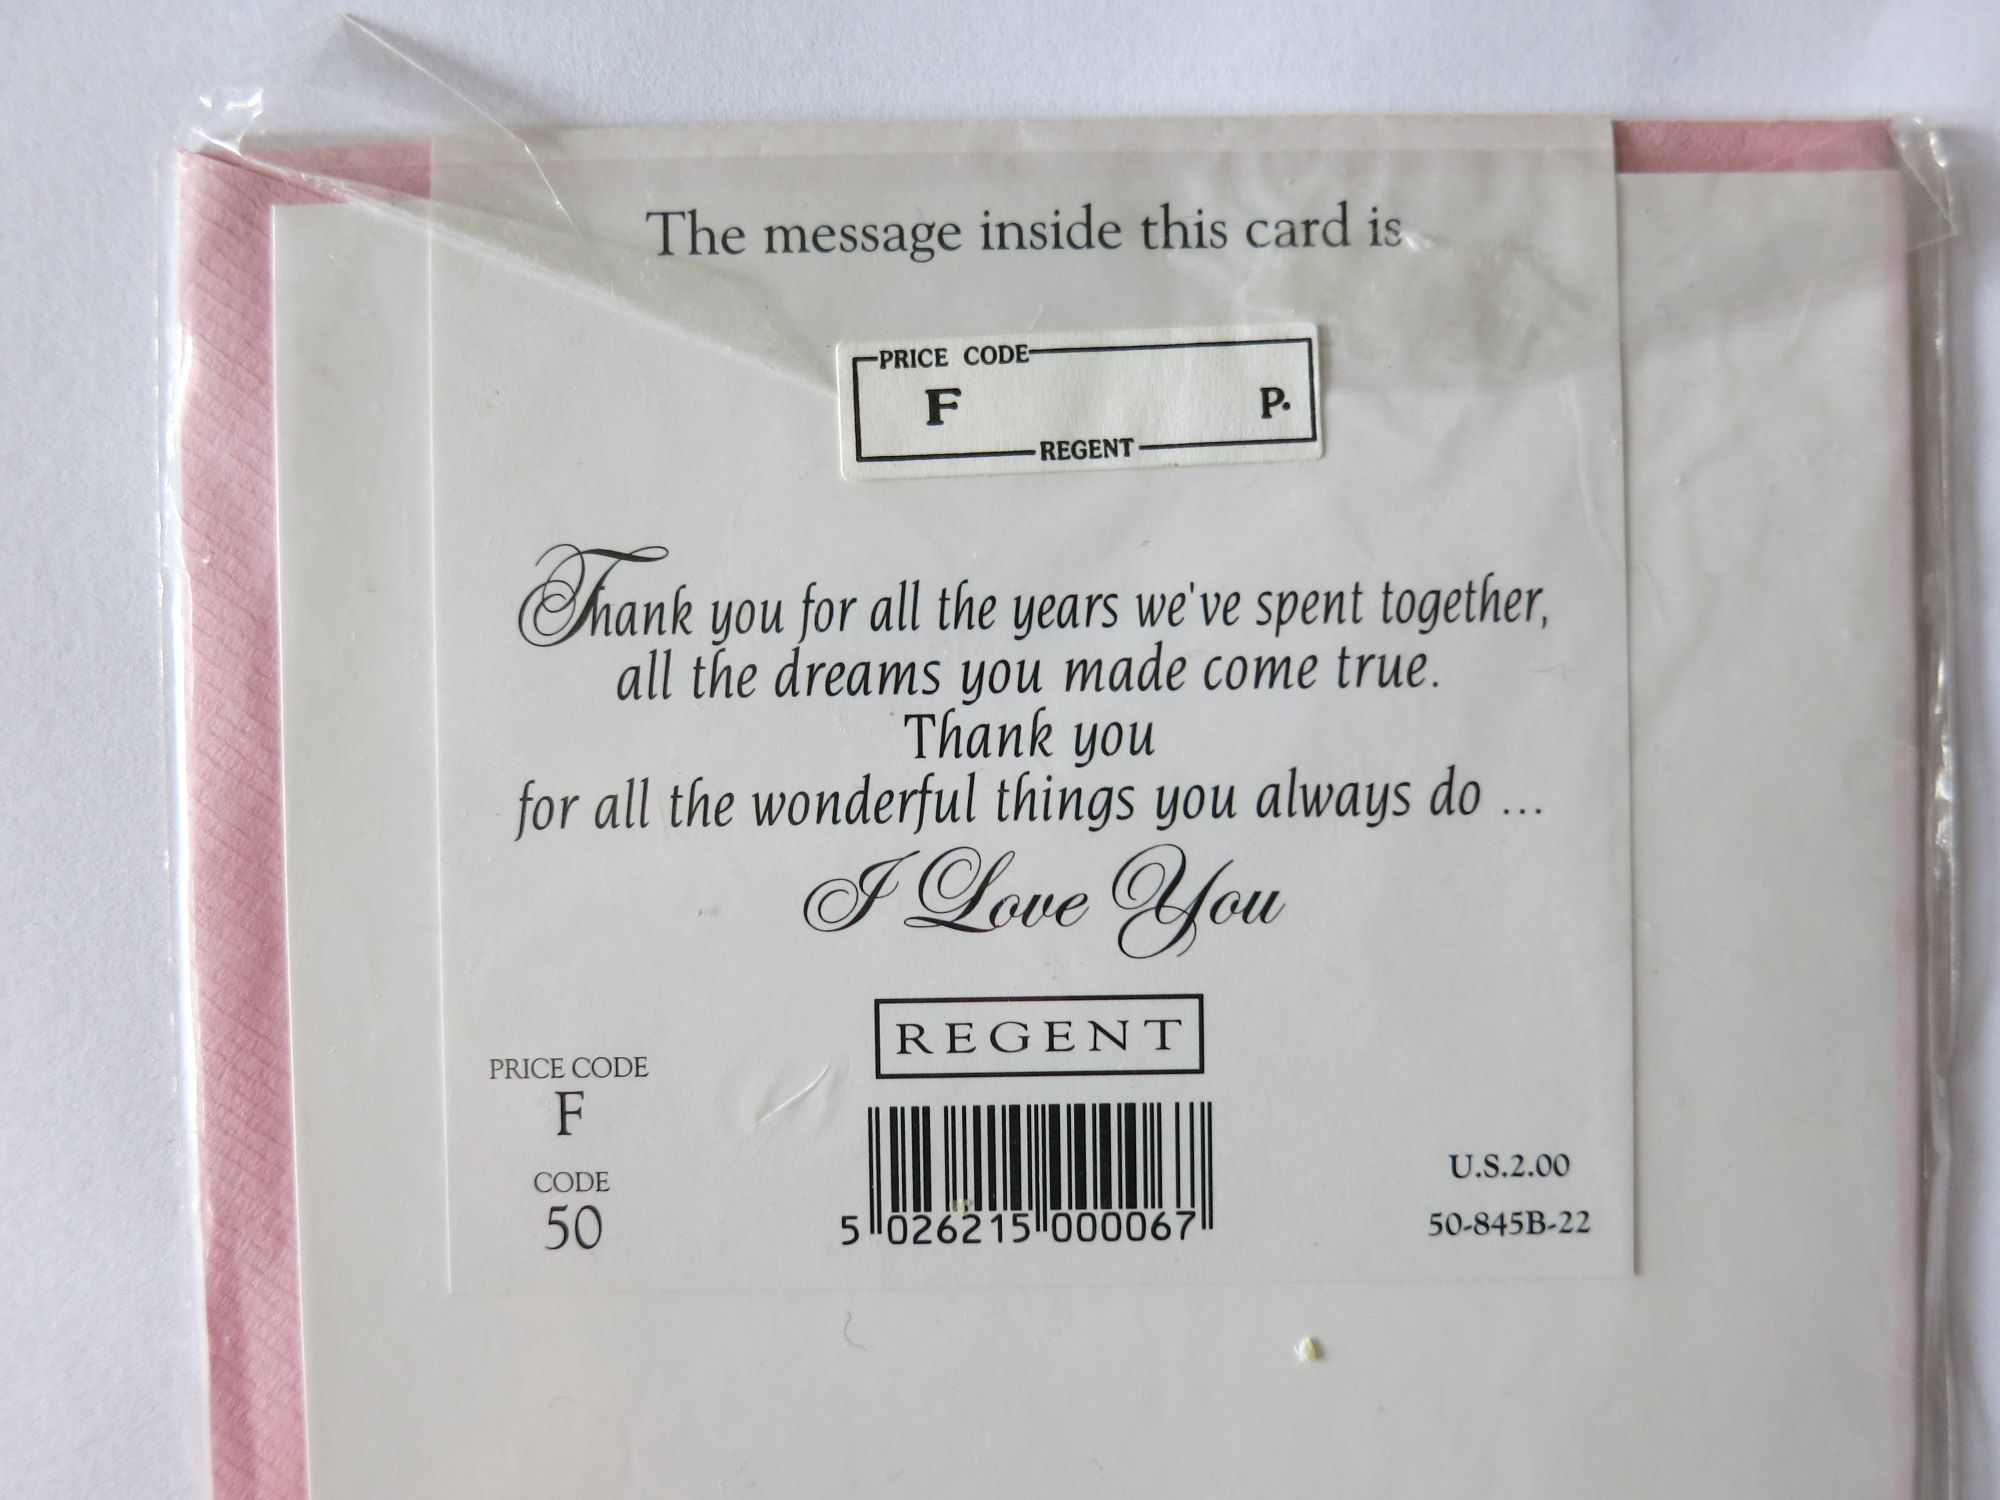 The message inside this card is
PRICE CODE
F P.
REGENT
Thank you for all the years we've spent together,
all the dreams you made come true.
Thank you
for all the wonderful things you always do ...
I Love You
REGENT
PRICE CODE
F
CODE
50
5 026215 000067
U.S.2.00
50-845B-22